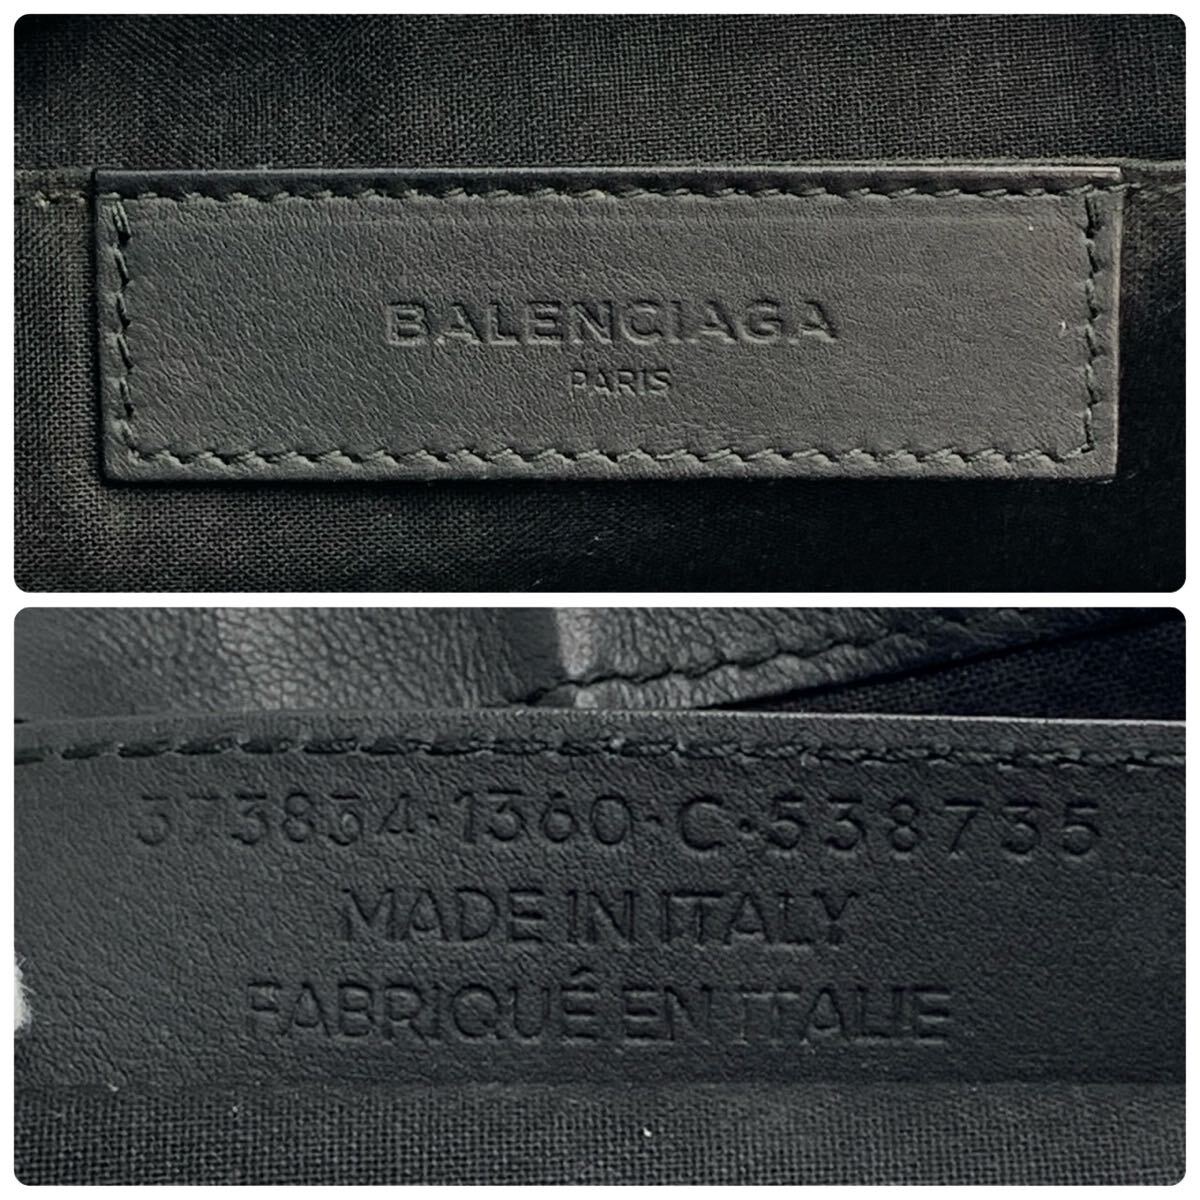 BALENCIAGA
PARIS
373834·1360·C·538735
MADE IN ITALY
FABRIQUÉ EN ITALIE